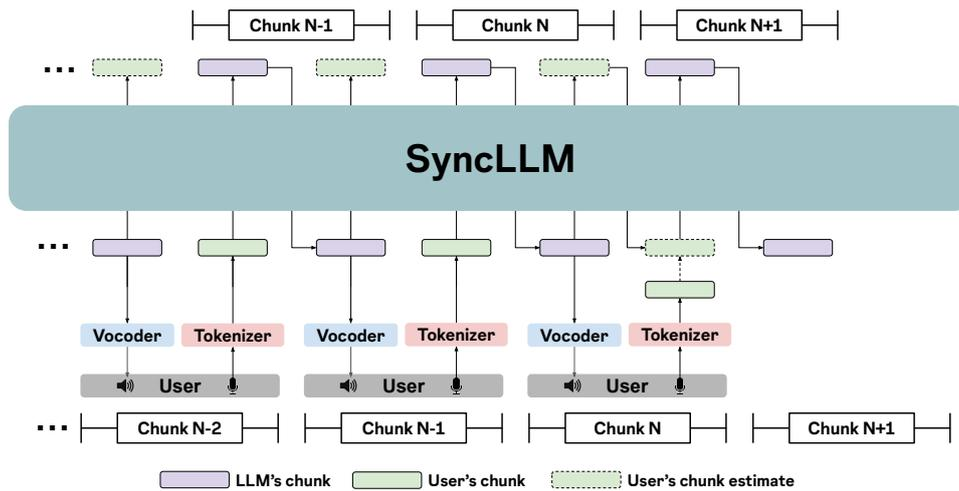 Chunk N-1 Chunk N Chunk N+1
...
SyncLLM
...
Vocoder Tokenizer Vocoder Tokenizer Vocoder Tokenizer
User User User
... Chunk N-2 Chunk N-1 Chunk N Chunk N+1
LLM's chunk User's chunk User's chunk estimate